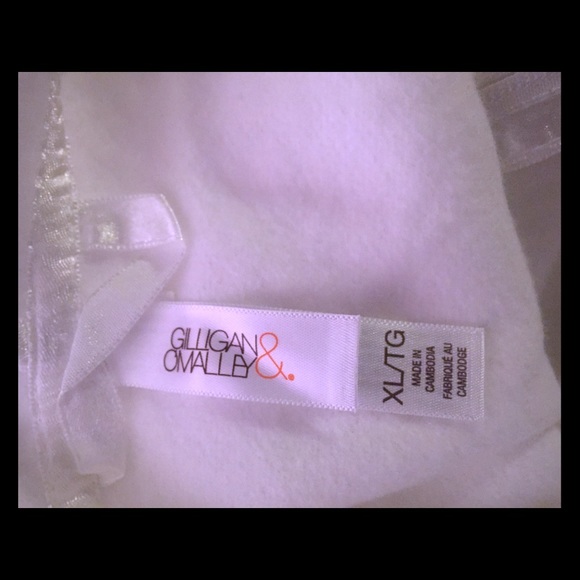 GILLIGAN &.
O'MALLEY
XL/TG
MADE IN
CAMBODIA
FABRIQUÉ AU
CAMBODGE